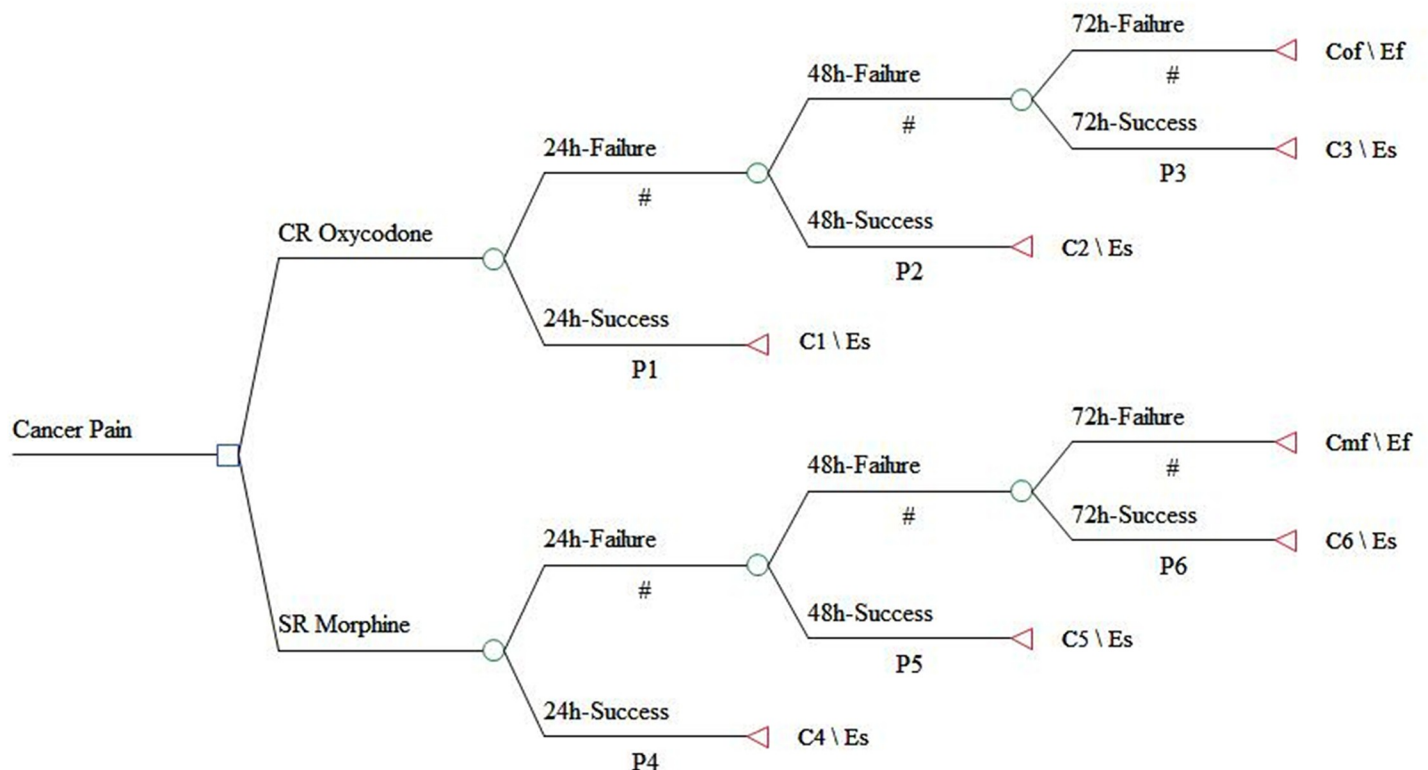 72h-Failure
Cof \ Ef
#
48h-Failure
#
72h-Success
C3 \ Es
P3
24h-Failure
#
48h-Success
C2 \ Es
P2
CR Oxycodone
24h-Success
C1 \ Es
P1
Cancer Pain
72h-Failure
Cmf \ Ef
#
48h-Failure
#
72h-Success
C6 \ Es
P6
24h-Failure
#
48h-Success
C5 \ Es
P5
SR Morphine
24h-Success
C4 \ Es
P4